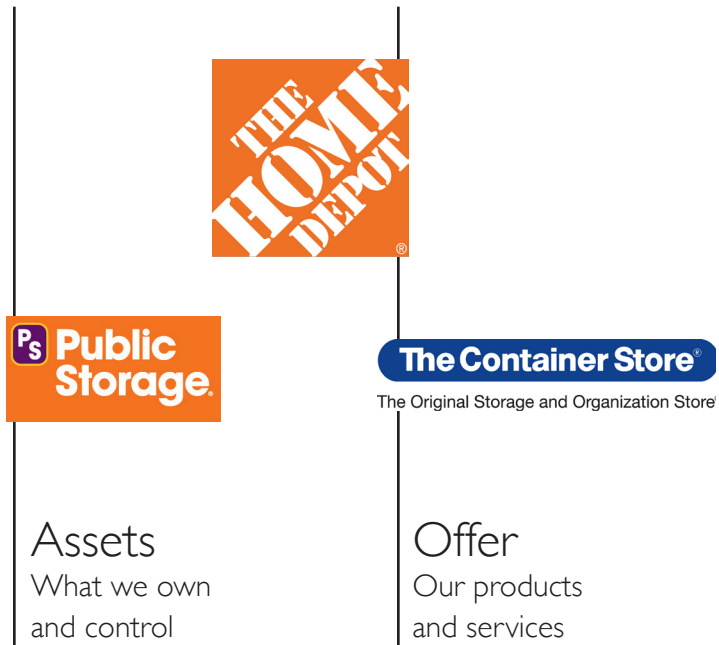 THE
HOME
DEPOT
®
PS Public
Storage.
The Container Store®
The Original Storage and Organization Store®
Assets
What we own
and control
Offer
Our products
and services